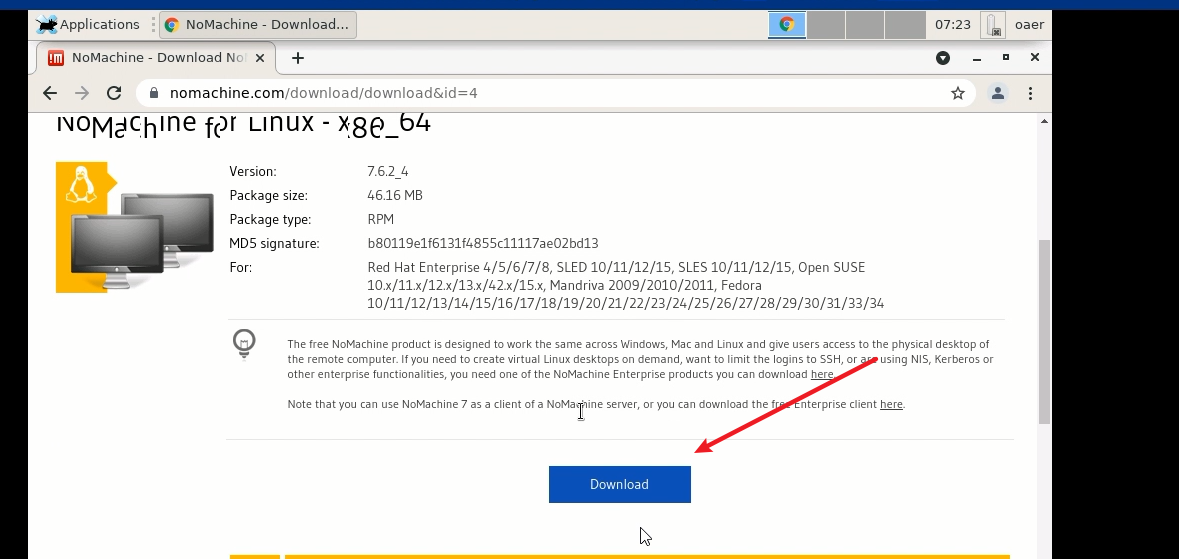 Applications
NoMachine - Download...
07:23
oaer
NoMachine - Download No
nomachine.com/download/download&id=4
NoMachine for Linux - x86_64
Version: 7.6.2_4
Package size: 46.16 MB
Package type: RPM
MD5 signature: b80119e1f6131f4855c11117ae02bd13
For: Red Hat Enterprise 4/5/6/7/8, SLED 10/11/12/15, SLES 10/11/12/15, Open SUSE
10.x/11.x/12.x/13.x/42.x/15.x, Mandriva 2009/2010/2011, Fedora
10/11/12/13/14/15/16/17/18/19/20/21/22/23/24/25/26/27/28/29/30/31/33/34
The free NoMachine product is designed to work the same across Windows, Mac and Linux and give users access to the physical desktop of
the remote computer. If you need to create virtual Linux desktops on demand, want to limit the logins to SSH, or are using NIS, Kerberos or
other enterprise functionalities, you need one of the NoMachine Enterprise products you can download here.
Note that you can use NoMachine 7 as a client of a NoMachine server, or you can download the free Enterprise client here.
Download